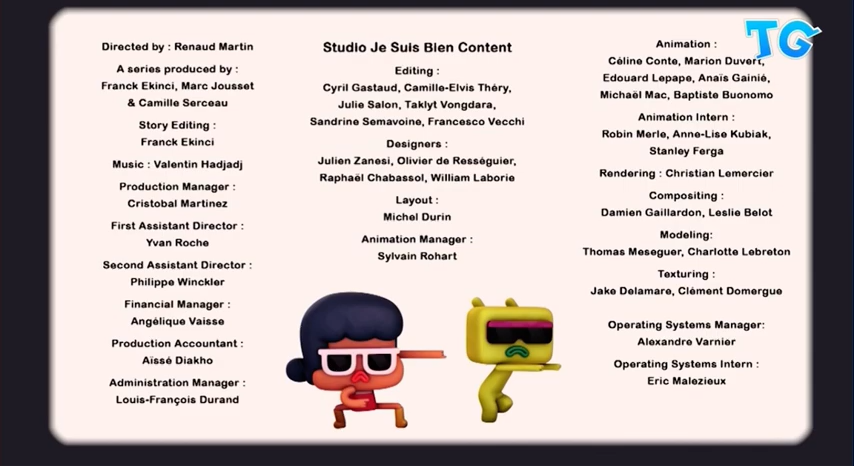 Directed by : Renaud Martin
A series produced by :
Franck Ekinci, Marc Jousset
& Camille Serceau
Story Editing :
Franck Ekinci
Music : Valentin Hadjadj
Production Manager :
Cristobal Martinez
First Assistant Director :
Yvan Roche
Second Assistant Director :
Philippe Winckler
Financial Manager :
Angélique Vaisse
Production Accountant :
Aïssé Diakho
Administration Manager :
Louis-François Durand
Studio Je Suis Bien Content
Editing :
Cyril Gastaud, Camille-Elvis Théry,
Julie Salon, Taklyt Vongdara,
Sandrine Semavoine, Francesco Vecchi
Designers :
Julien Zanesi, Olivier de Rességuier,
Raphaël Chabassol, William Laborie
Layout :
Michel Durin
Animation Manager :
Sylvain Rohart
TG
Animation :
Céline Conte, Marion Duvert,
Edouard Lepape, Anaïs Gainié,
Michaël Mac, Baptiste Buonomo
Animation Intern :
Robin Merle, Anne-Lise Kubiak,
Stanley Ferga
Rendering : Christian Lemercier
Compositing :
Damien Gaillardon, Leslie Belot
Modeling:
Thomas Meseguer, Charlotte Lebreton
Texturing :
Jake Delamare, Clément Domergue
Operating Systems Manager:
Alexandre Varnier
Operating Systems Intern :
Eric Malezieux